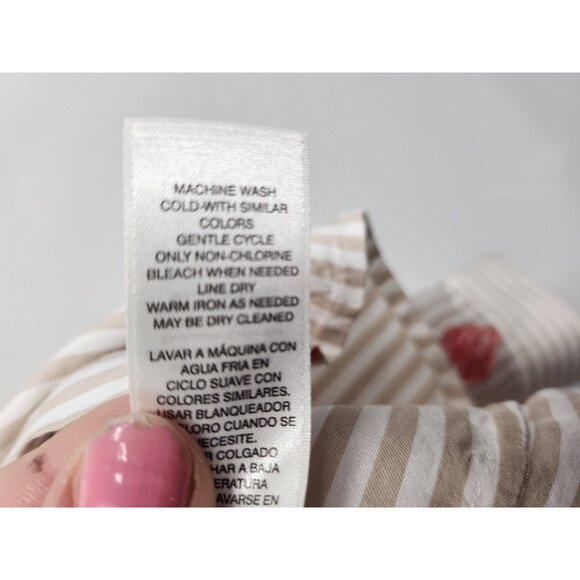 MACHINE WASH
COLD-WITH SIMILAR
COLORS
GENTLE CYCLE
ONLY NON-CHLORINE
BLEACH WHEN NEEDED
LINE DRY
WARM IRON AS NEEDED
MAY BE DRY CLEANED
LAVAR A MÁQUINA CON
AGUA FRIA EN
CICLO SUAVE CON
COLORES SIMILARES.
USAR BLANQUEADOR
CLORO CUANDO SE
NECESITE.
COLGADO
A BAJA
EN